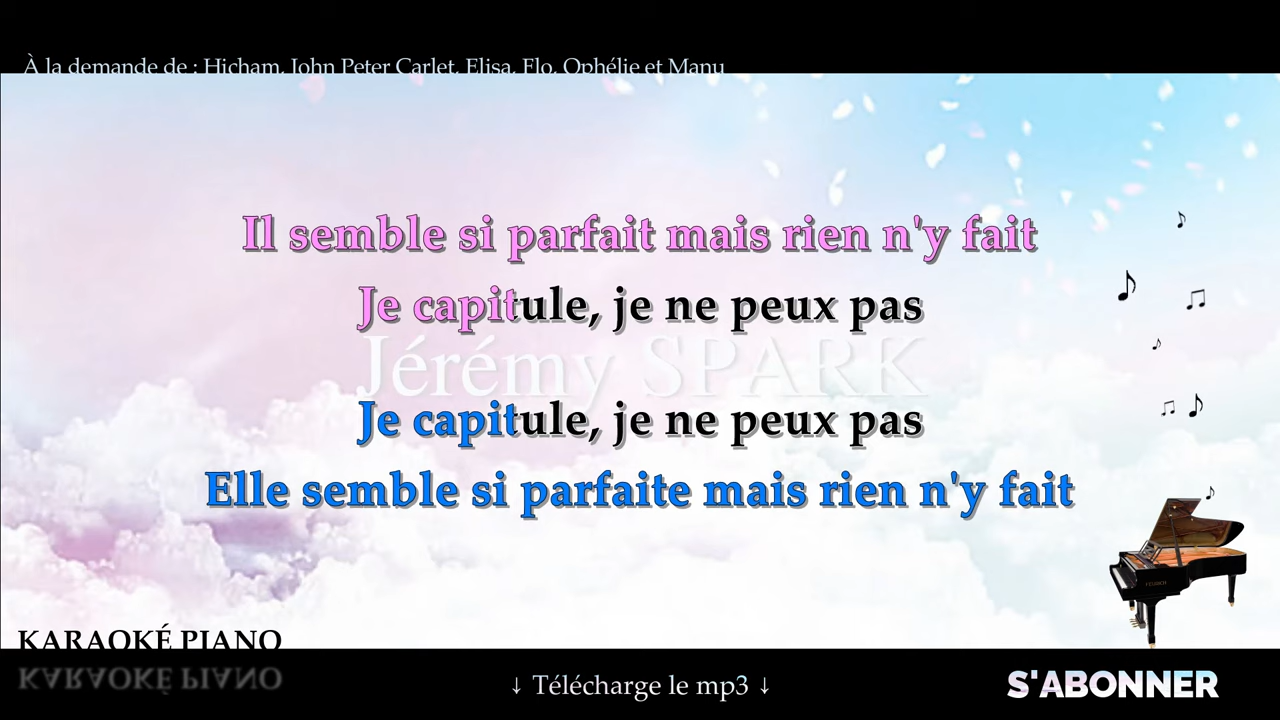 À la demande de : Hicham, John Peter Carlet, Elisa, Flo, Ophélie et Manu
Il semble si parfait mais rien n'y fait
Je capitule, je ne peux pas
Jérémy SPARK
Je capitule, je ne peux pas
Elle semble si parfaite mais rien n'y fait
KARAOKÉ PIANO
↓ Télécharge le mp3 ↓
S'ABONNER